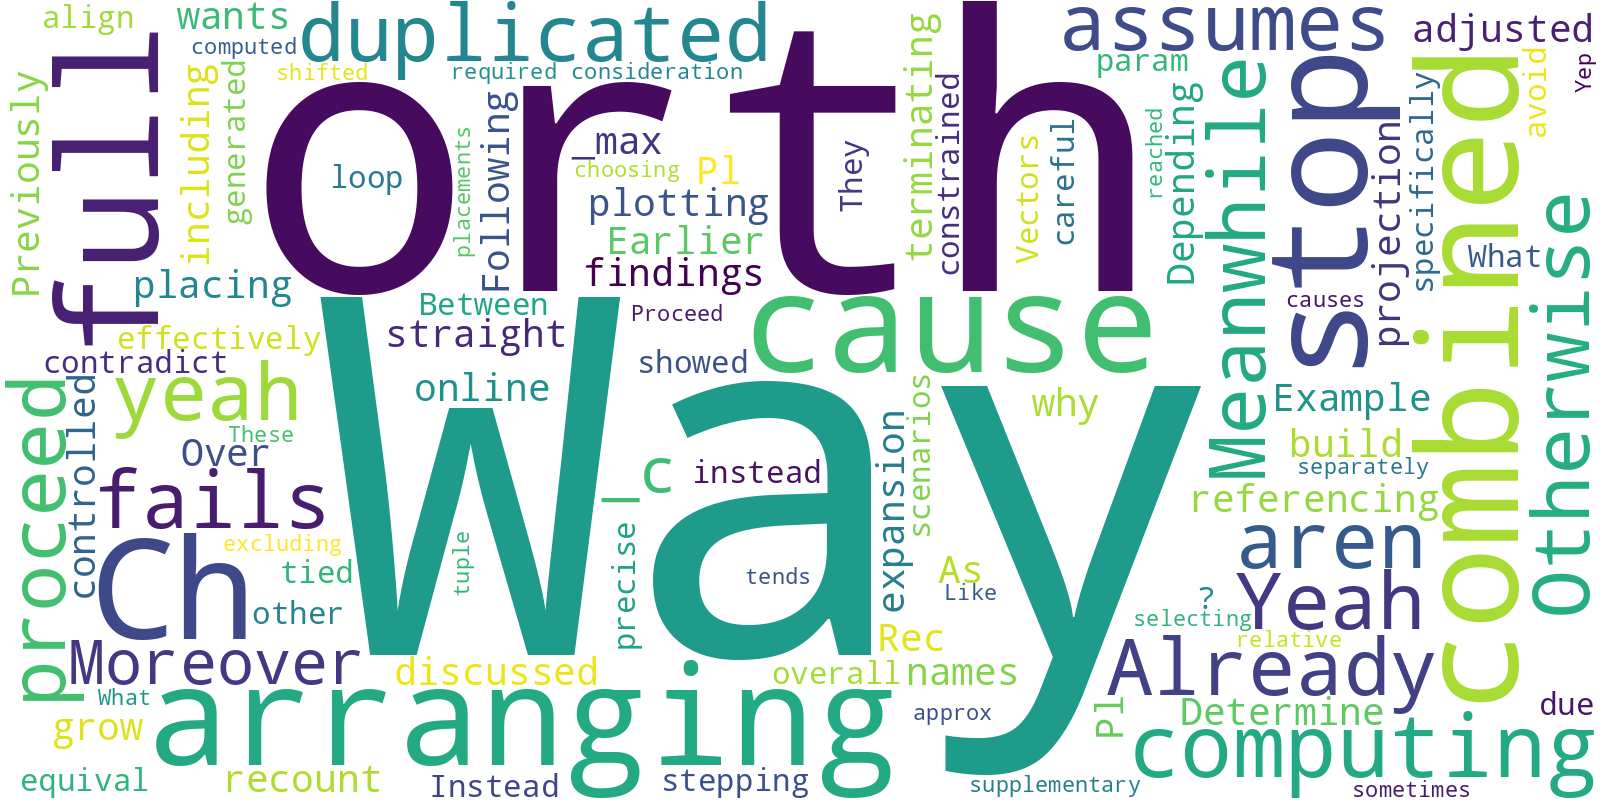 align
wants
duplicated
assumes
adjusted
computed
shifted
required
consideration
param
Yep
Previously
full
including
generated
orth
Following
_max
choosing
Pl
They
terminating
constrained
Vectors
careful
reached
Depending
Meanwhile
stop
projection
specifically
combined
avoid
Otherwise
loop
placements
plotting
Earlier
findings
What
placing
Between
straight
Proceed
cause
causes
effectively
contradict
showed
yeah
online
Way
why
Example
proceed
controlled
These
Over
fails
_c
instead
expansion
scenarios
build
separately
referencing
Ch
excluding
tied
tuple
precise
tends
As
Like
aren
other
?
Yeah
selecting
relative
Rec
Moreover
discussed
overall
names
Already
What
arranging
approx
Pl
Determine
due
grow
computing
equival
recount
Instead
stepping
supplementary
sometimes